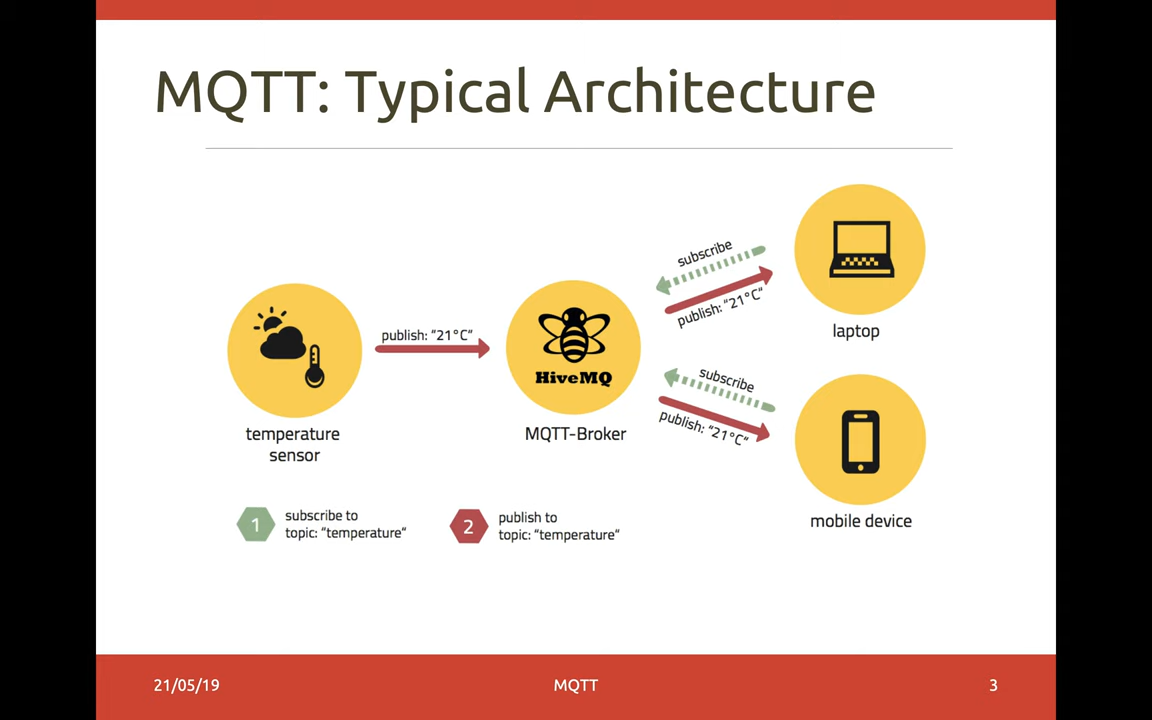 MQTT: Typical Architecture
subscribe
publish: "21°C"
laptop
publish: "21°C"
HiveMQ
MQTT-Broker
temperature
sensor
subscribe
publish: "21°C"
mobile device
1
subscribe to
topic: "temperature"
2
publish to
topic: "temperature"
21/05/19
MQTT
3